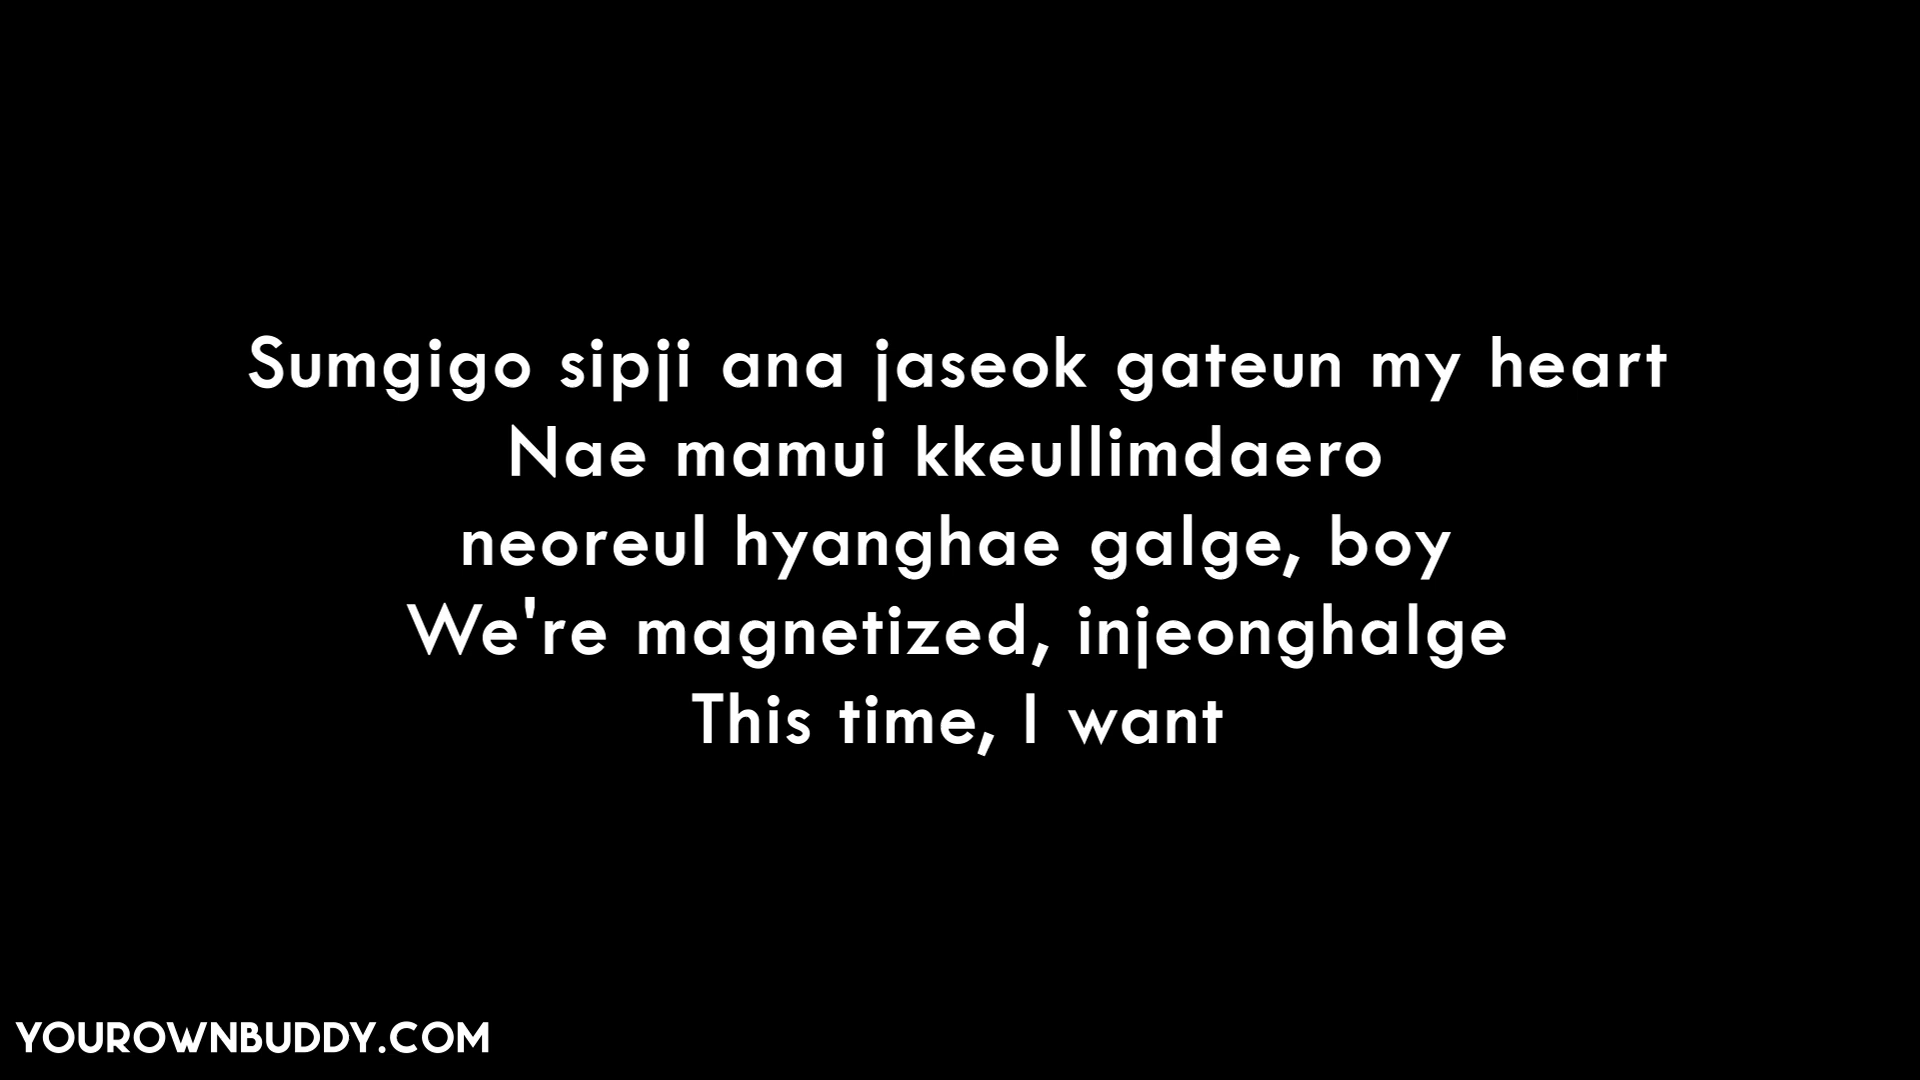 Sumgigo sipji ana jaseok gateun my heart
Nae mamui kkeullimdaero
neoreul hyanghae galge, boy
We're magnetized, injeonghalge
This time, I want
YOUROWNBUDDY.COM